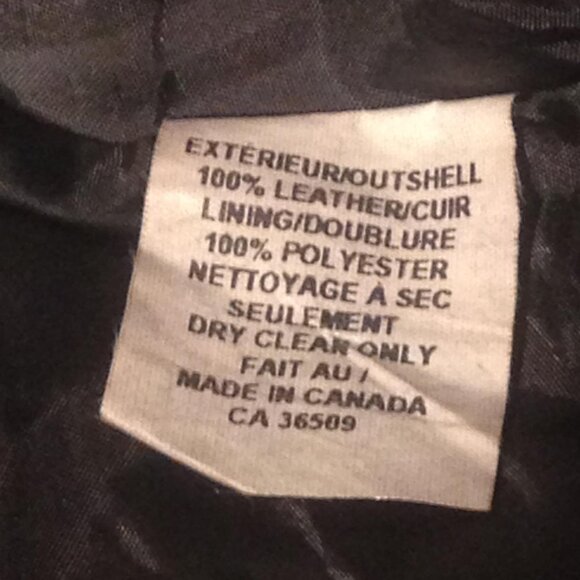 EXTÉRIEUR/OUTSHELL
100% LEATHER/CUIR
LINING/DOUBLURE
100% POLYESTER
NETTOYAGE À SEC
SEULEMENT
DRY CLEAN ONLY
FAIT AU /
MADE IN CANADA
CA 36509